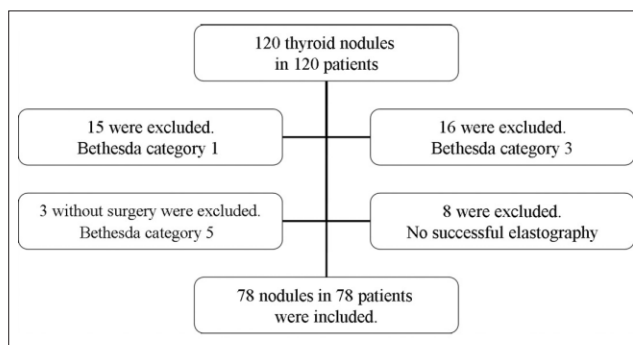 120 thyroid nodules
in 120 patients
15 were excluded.
Bethesda category 1
16 were excluded.
Bethesda category 3
3 without surgery were excluded.
Bethesda category 5
8 were excluded.
No successful elastography
78 nodules in 78 patients
were included.